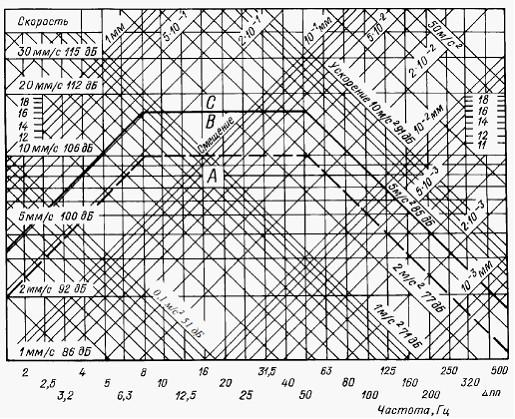 Скорость
30 мм/с 115 дБ
20 мм/с 112 дБ
18
16
14
12
10 мм/с 106 дБ
5 мм/с 100 дБ
2 мм/с 92 дБ
1 мм/с 86 дБ
1 мм
5·10⁻¹
2·10⁻¹
10⁻¹ мм
5·10⁻²
50 м/с²
2·10⁻²
Ускорение 10 м/с² 91 дБ
10⁻² мм
18
16
14
12
11
C
B
Смещение
A
5·10⁻³
5 м/с² 85 дБ
2·10⁻³
10⁻³ мм
2 м/с² 77 дБ
1 м/с² 71 дБ
0,1 м/с² 51 дБ
2 4 5 8 10 16 20 31,5 40 63 80 125 160 250 320 500
2,5 3,2 6,3 12,5 25 50 100 200
Частота, Гц